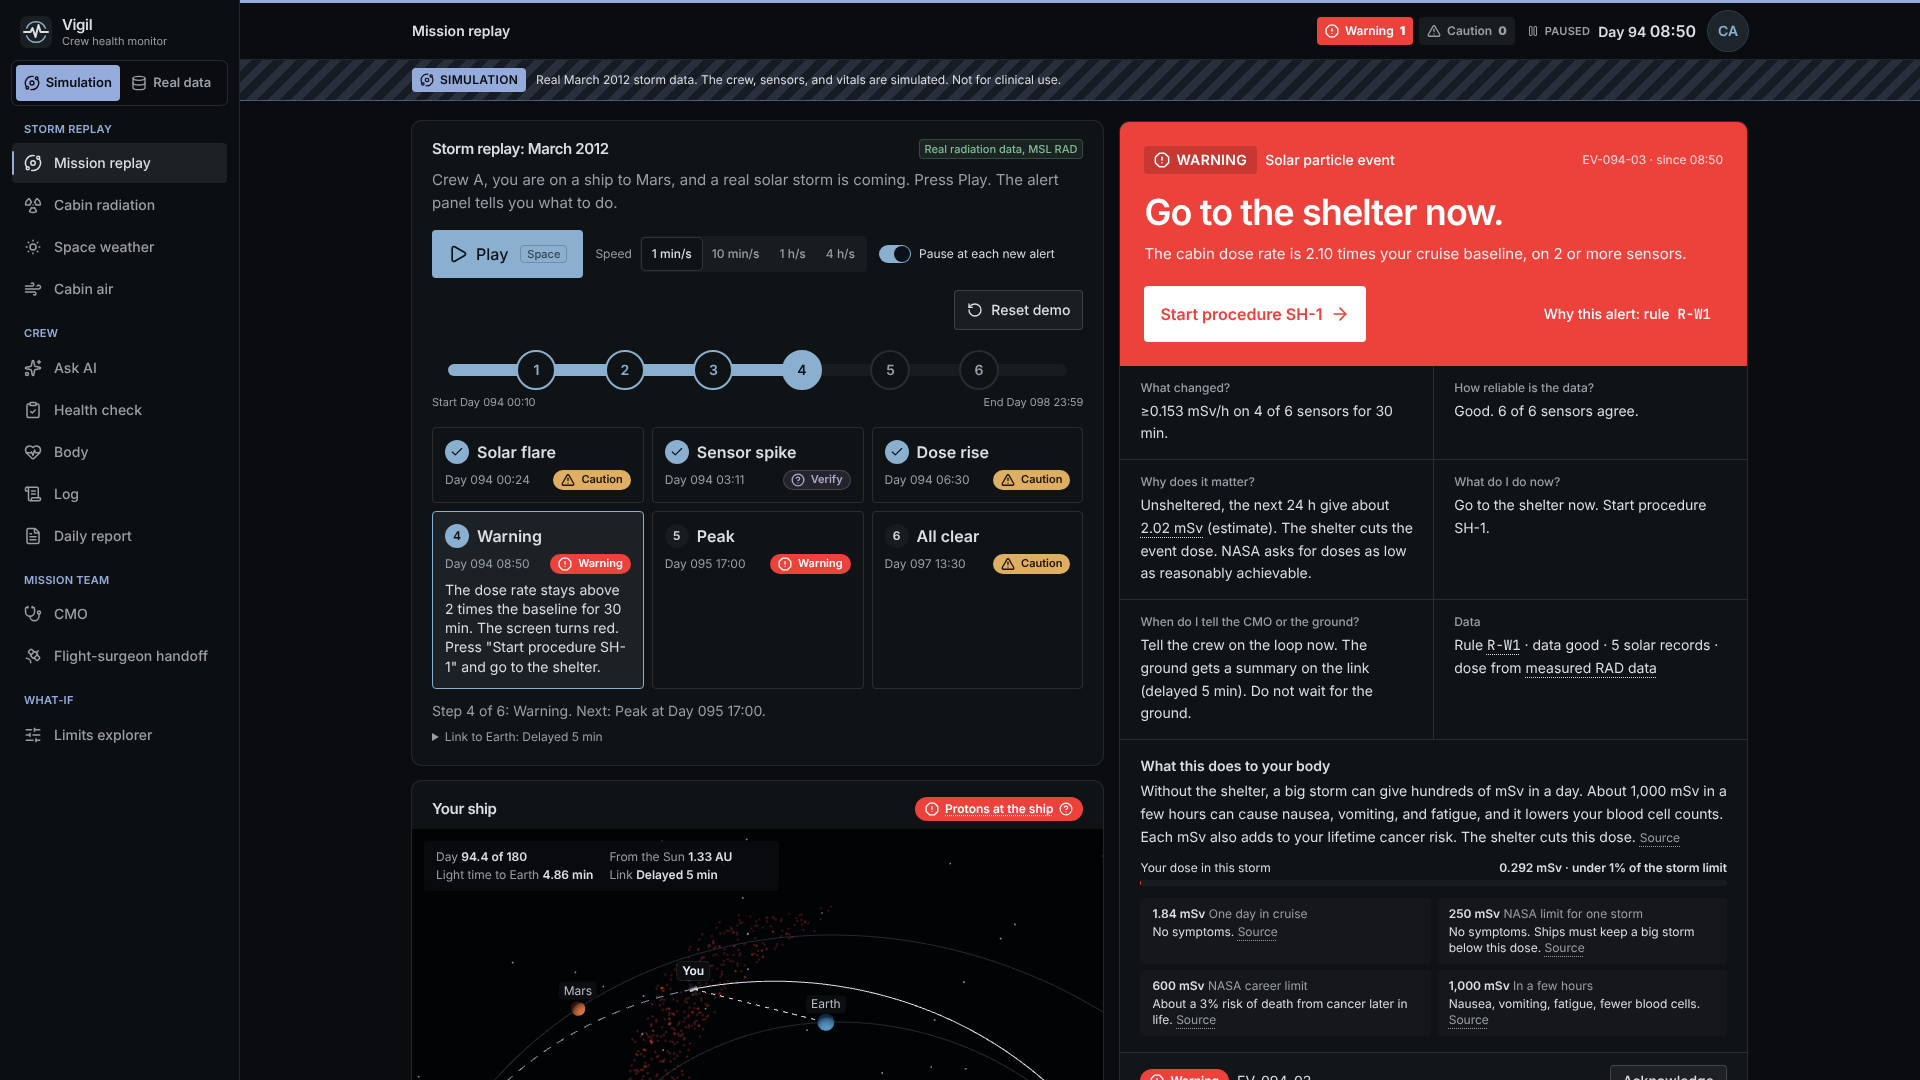 Vigil
Crew health monitor
Simulation
Real data
STORM REPLAY
Mission replay
Cabin radiation
Space weather
Cabin air
CREW
Ask AI
Health check
Body
Log
Daily report
MISSION TEAM
CMO
Flight-surgeon handoff
WHAT-IF
Limits explorer
Mission replay
Warning 1
Caution 0
PAUSED Day 94 08:50
CA
SIMULATION Real March 2012 storm data. The crew, sensors, and vitals are simulated. Not for clinical use.
Storm replay: March 2012
Real radiation data, MSL RAD
Crew A, you are on a ship to Mars, and a real solar storm is coming. Press Play. The alert
panel tells you what to do.
Play Space
Speed 1 min/s 10 min/s 1 h/s 4 h/s
Pause at each new alert
Reset demo
1 2 3 4 5 6
Start Day 094 00:10
End Day 098 23:59
Solar flare
Day 094 00:24 Caution
Sensor spike
Day 094 03:11 Verify
Dose rise
Day 094 06:30 Caution
4 Warning
Day 094 08:50 Warning
The dose rate stays above
2 times the baseline for 30
min. The screen turns red.
Press "Start procedure SH-
1" and go to the shelter.
5 Peak
Day 095 17:00 Warning
6 All clear
Day 097 13:30 Caution
Step 4 of 6: Warning. Next: Peak at Day 095 17:00.
Link to Earth: Delayed 5 min
Your ship
Protons at the ship
Day 94.4 of 180
From the Sun 1.33 AU
Light time to Earth 4.86 min
Link Delayed 5 min
You
Mars
Earth
WARNING Solar particle event
EV-094-03 · since 08:50
Go to the shelter now.
The cabin dose rate is 2.10 times your cruise baseline, on 2 or more sensors.
Start procedure SH-1
Why this alert: rule R-W1
What changed?
≥0.153 mSv/h on 4 of 6 sensors for 30
min.
How reliable is the data?
Good. 6 of 6 sensors agree.
Why does it matter?
Unsheltered, the next 24 h give about
2.02 mSv (estimate). The shelter cuts the
event dose. NASA asks for doses as low
as reasonably achievable.
What do I do now?
Go to the shelter now. Start procedure
SH-1.
When do I tell the CMO or the ground?
Tell the crew on the loop now. The
ground gets a summary on the link
(delayed 5 min). Do not wait for the
ground.
Data
Rule R-W1 · data good · 5 solar records ·
dose from measured RAD data
What this does to your body
Without the shelter, a big storm can give hundreds of mSv in a day. About 1,000 mSv in a
few hours can cause nausea, vomiting, and fatigue, and it lowers your blood cell counts.
Each mSv also adds to your lifetime cancer risk. The shelter cuts this dose. Source
Your dose in this storm
0.292 mSv · under 1% of the storm limit
1.84 mSv One day in cruise
No symptoms. Source
250 mSv NASA limit for one storm
No symptoms. Ships must keep a big storm
below this dose. Source
600 mSv NASA career limit
About a 3% risk of death from cancer later in
life. Source
1,000 mSv In a few hours
Nausea, vomiting, fatigue, fewer blood cells.
Source
Warning EV-094-03
Acknowledge